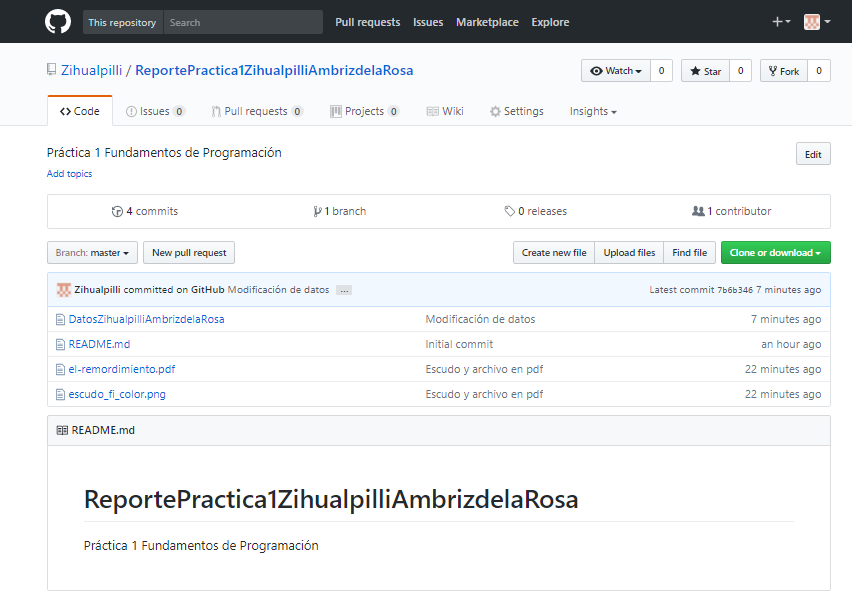 This repository Search Pull requests Issues Marketplace Explore
Zihualpilli / ReportePractica1ZihualpilliAmbrizdelaRosa Watch 0 Star 0 Fork 0
Code Issues 0 Pull requests 0 Projects 0 Wiki Settings Insights
Práctica 1 Fundamentos de Programación Edit
Add topics
4 commits 1 branch 0 releases 1 contributor
Branch: master New pull request Create new file Upload files Find file Clone or download
Zihualpilli committed on GitHub Modificación de datos ... Latest commit 7b6b346 7 minutes ago
DatosZihualpilliAmbrizdelaRosa Modificación de datos 7 minutes ago
README.md Initial commit an hour ago
el-remordimiento.pdf Escudo y archivo en pdf 22 minutes ago
escudo_fi_color.png Escudo y archivo en pdf 22 minutes ago
README.md
ReportePractica1ZihualpilliAmbrizdelaRosa
Práctica 1 Fundamentos de Programación